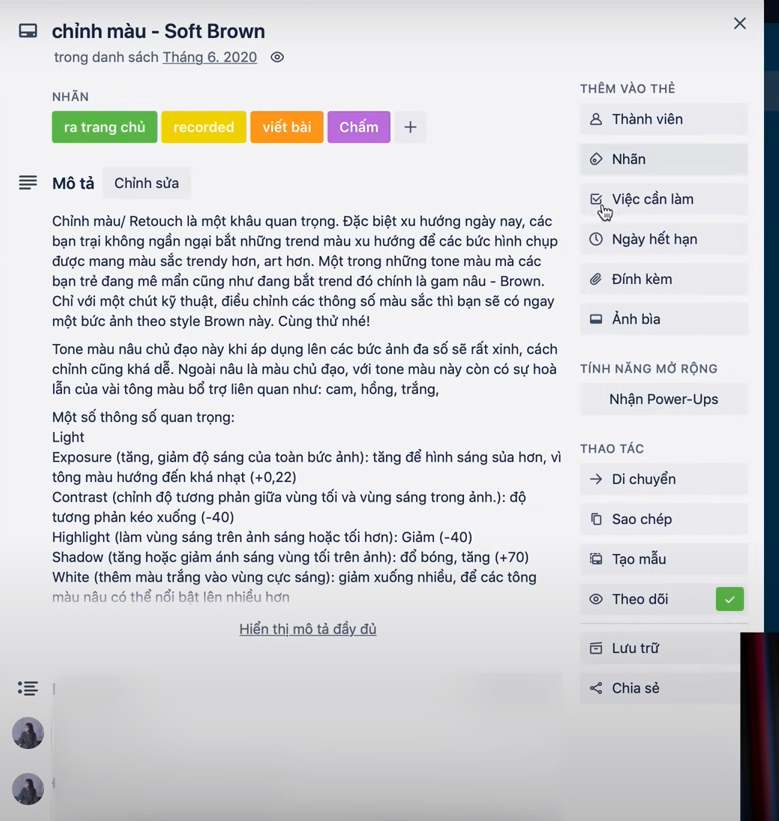 chỉnh màu - Soft Brown
trong danh sách Tháng 6. 2020
NHÃN
ra trang chủ
recorded
viết bài
Chấm
Mô tả
Chỉnh sửa
Chỉnh màu/ Retouch là một khâu quan trọng. Đặc biệt xu hướng ngày nay, các
bạn trại không ngần ngại bắt những trend màu xu hướng để các bức hình chụp
được mang màu sắc trendy hơn, art hơn. Một trong những tone màu mà các
bạn trẻ đang mê mẩn cũng như đang bắt trend đó chính là gam nâu - Brown.
Chỉ với một chút kỹ thuật, điều chỉnh các thông số màu sắc thì bạn sẽ có ngay
một bức ảnh theo style Brown này. Cùng thử nhé!
Tone màu nâu chủ đạo này khi áp dụng lên các bức ảnh đa số sẽ rất xinh, cách
chỉnh cũng khá dễ. Ngoài nâu là màu chủ đạo, với tone màu này còn có sự hoà
lẫn của vài tông màu bổ trợ liên quan như: cam, hồng, trắng,
Một số thông số quan trọng:
Light
Exposure (tăng, giảm độ sáng của toàn bức ảnh): tăng để hình sáng sủa hơn, vì
tông màu hướng đến khá nhạt (+0,22)
Contrast (chỉnh độ tương phản giữa vùng tối và vùng sáng trong ảnh.): độ
tương phản kéo xuống (-40)
Highlight (làm vùng sáng trên ảnh sáng hoặc tối hơn): Giảm (-40)
Shadow (tăng hoặc giảm ánh sáng vùng tối trên ảnh): đổ bóng, tăng (+70)
White (thêm màu trắng vào vùng cực sáng): giảm xuống nhiều, để các tông
màu nâu có thể nổi bật lên nhiều hơn
Hiển thị mô tả đầy đủ
THÊM VÀO THẺ
Thành viên
Nhãn
Việc cần làm
Ngày hết hạn
Đính kèm
Ảnh bìa
TÍNH NĂNG MỞ RỘNG
Nhận Power-Ups
THAO TÁC
Di chuyển
Sao chép
Tạo mẫu
Theo dõi
Lưu trữ
Chia sẻ